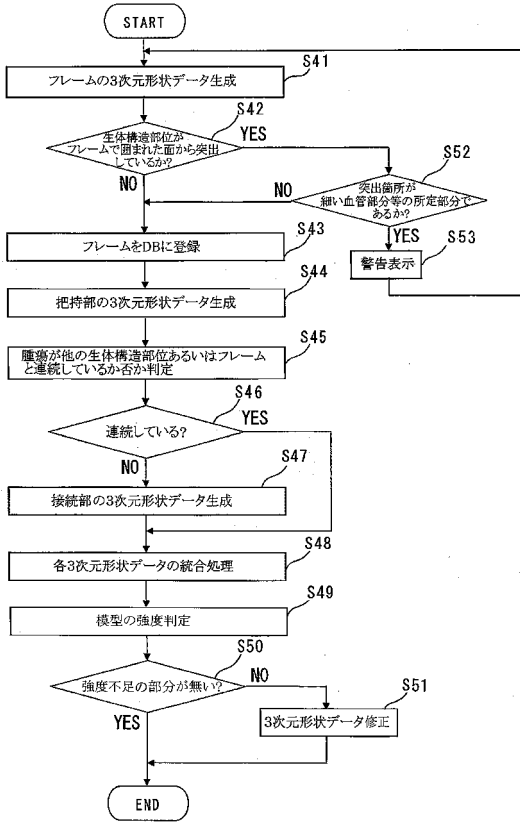 START
S41
フレームの3次元形状データ生成
S42
生体構造部位が
フレームで囲まれた面から突出
しているか?
YES
NO
S52
突出箇所が
細い血管部分等の所定部分で
あるか?
NO
YES
S43
フレームをDBに登録
S53
警告表示
S44
把持部の3次元形状データ生成
S45
腫瘍が他の生体構造部位あるいはフレーム
と連続しているか否か判定
S46
連続している?
YES
NO
S47
接続部の3次元形状データ生成
S48
各3次元形状データの統合処理
S49
模型の強度判定
S50
強度不足の部分が無い?
NO
YES
S51
3次元形状データ修正
END